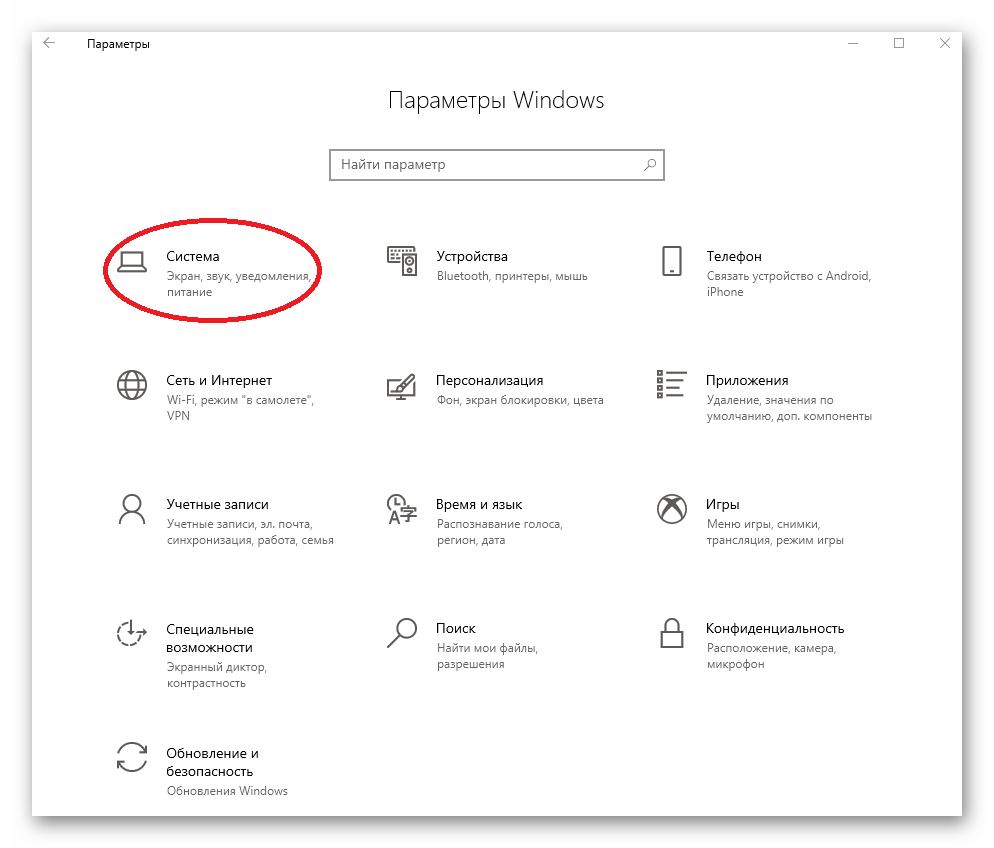 Параметры
Параметры Windows
Найти параметр
Система
Экран, звук, уведомления,
питание
Устройства
Bluetooth, принтеры, мышь
Телефон
Связать устройство с Android,
iPhone
Сеть и Интернет
Wi-Fi, режим "в самолете",
VPN
Персонализация
Фон, экран блокировки, цвета
Приложения
Удаление, значения по
умолчанию, доп. компоненты
Учетные записи
Учетные записи, эл. почта,
синхронизация, работа, семья
Время и язык
Распознавание голоса,
регион, дата
Игры
Меню игры, снимки,
трансляция, режим игры
Специальные
возможности
Экранный диктор,
контрастность
Поиск
Найти мои файлы,
разрешения
Конфиденциальность
Расположение, камера,
микрофон
Обновление и
безопасность
Обновления Windows